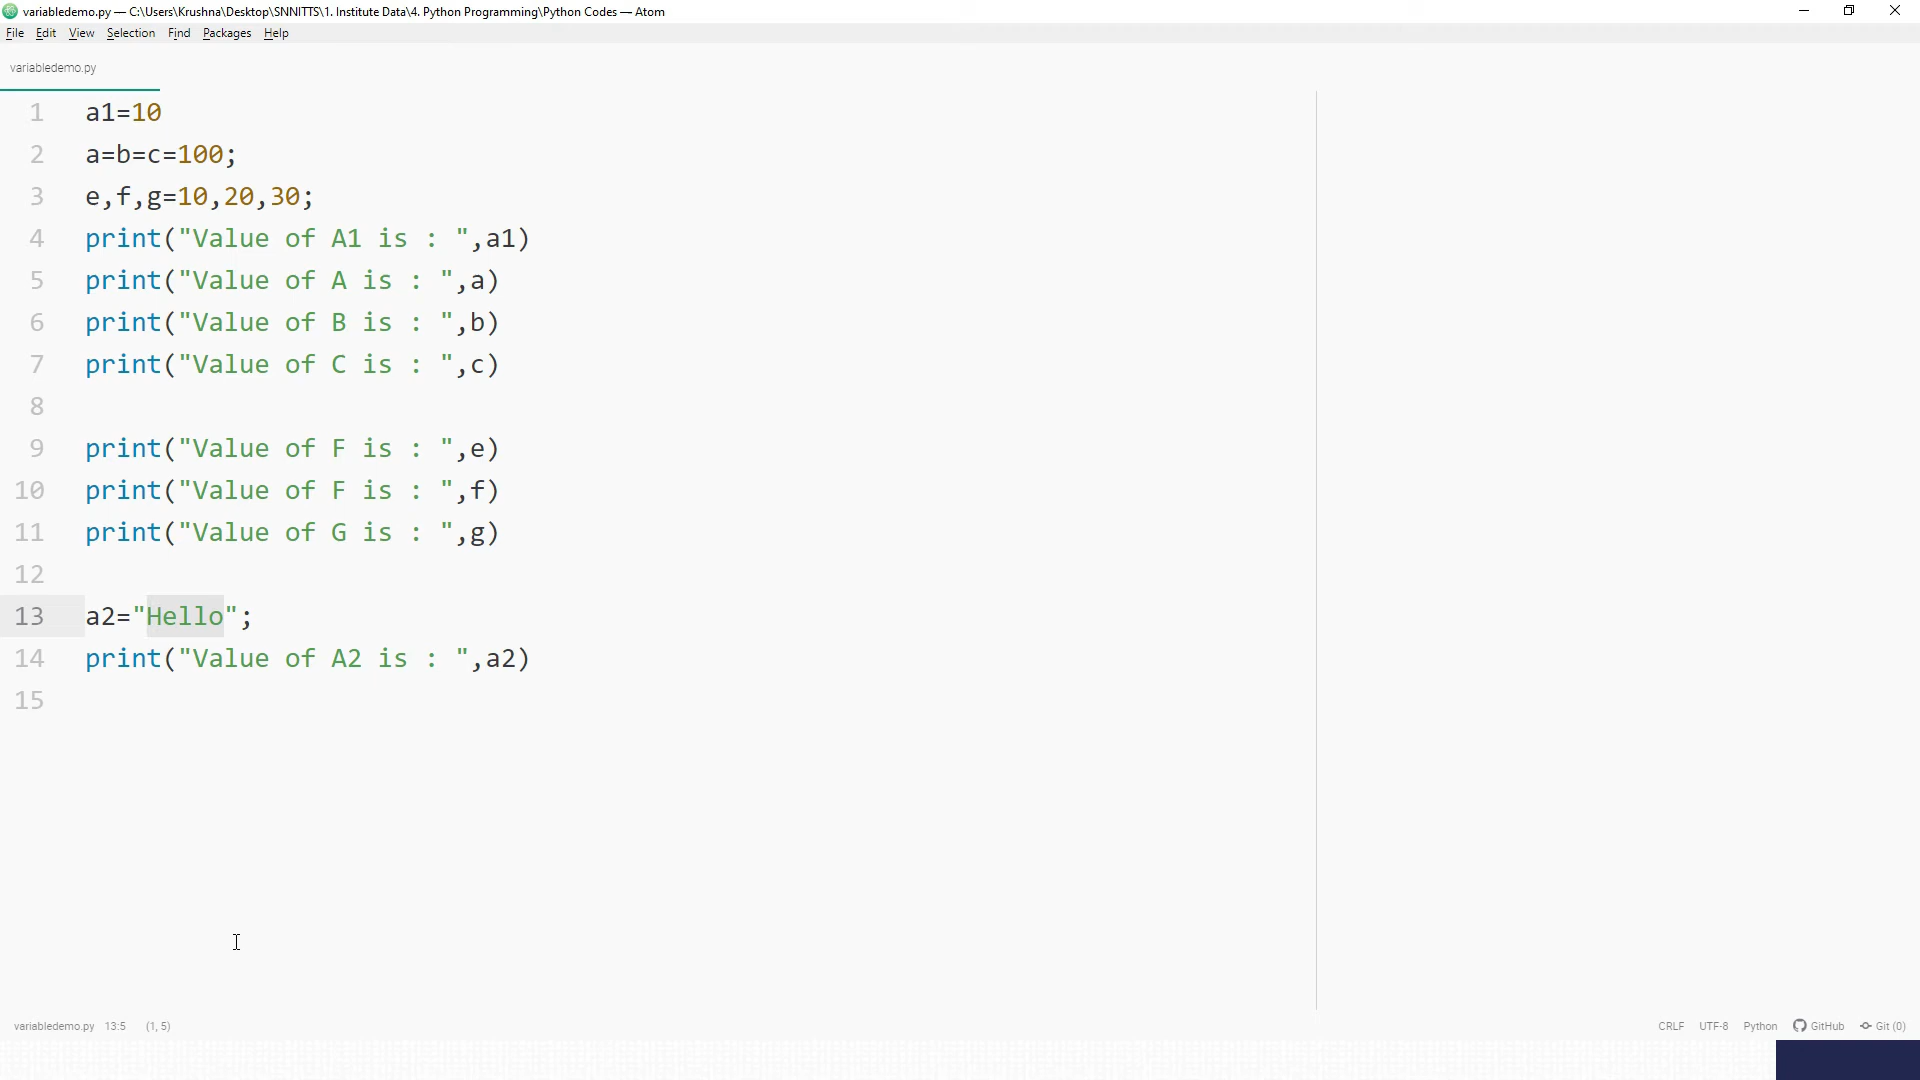 variabledemo.py — C:\Users\Krushna\Desktop\SNNITTS\1. Institute Data\4. Python Programming\Python Codes — Atom
File Edit View Selection Find Packages Help
variabledemo.py
1 a1=10
2 a=b=c=100;
3 e,f,g=10,20,30;
4 print("Value of A1 is : ",a1)
5 print("Value of A is : ",a)
6 print("Value of B is : ",b)
7 print("Value of C is : ",c)
8
9 print("Value of F is : ",e)
10 print("Value of F is : ",f)
11 print("Value of G is : ",g)
12
13 a2="Hello";
14 print("Value of A2 is : ",a2)
15
variabledemo.py 13:5 (1, 5) CRLF UTF-8 Python GitHub Git (0)